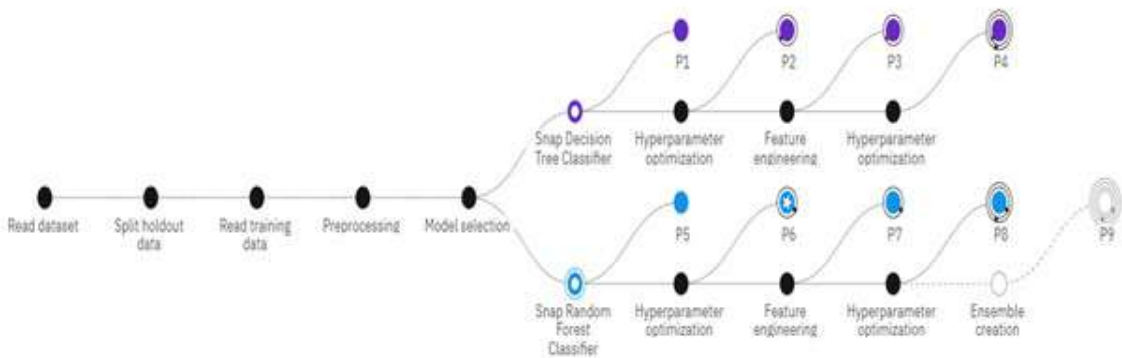 P1
P2
P3
P4
Snap Decision
Tree Classifier
Hyperparameter
optimization
Feature
engineering
Hyperparameter
optimization
Read dataset
Split holdout
data
Read training
data
Preprocessing
Model selection
P5
P6
P7
P8
P9
Snap Random
Forest
Classifier
Hyperparameter
optimization
Feature
engineering
Hyperparameter
optimization
Ensemble
creation